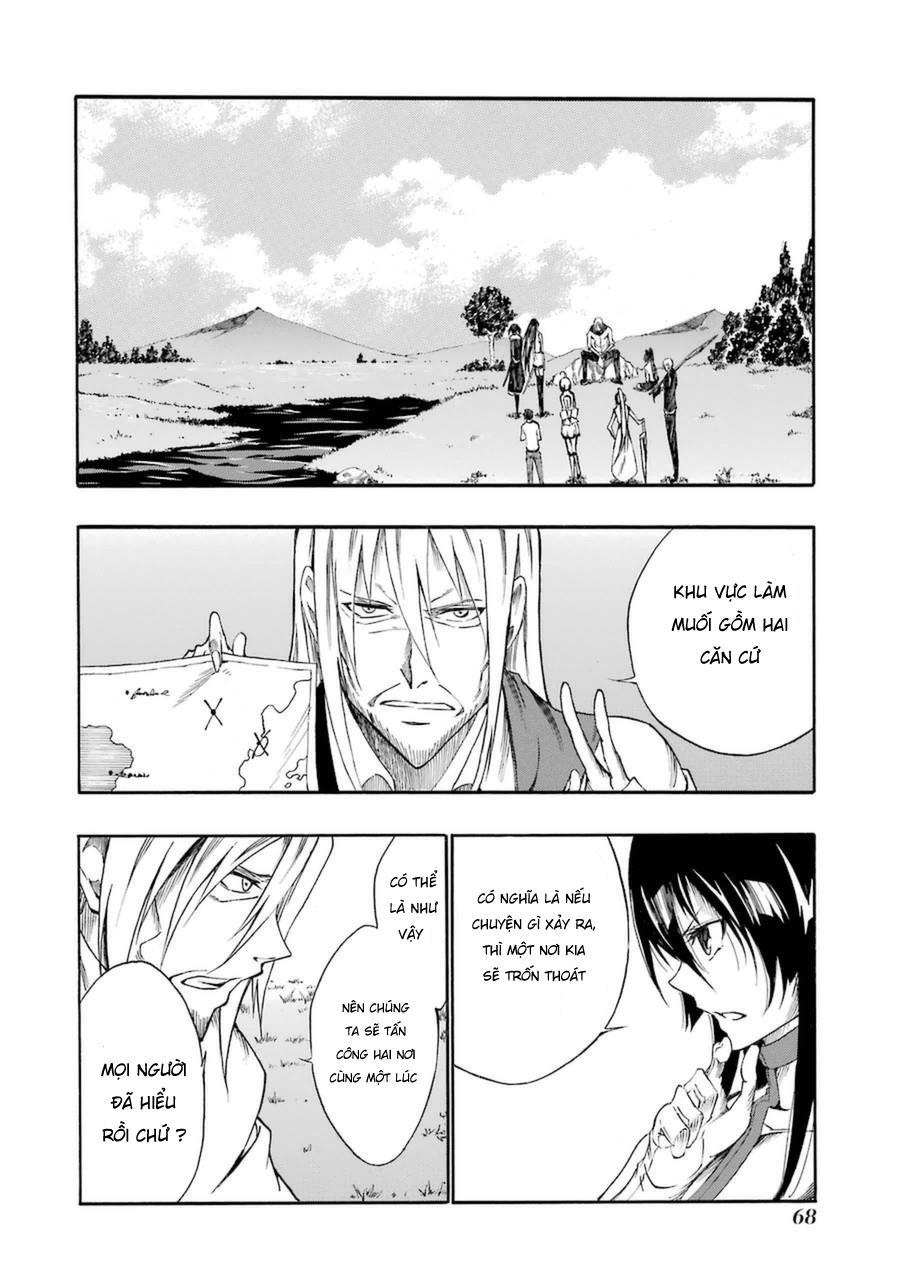 KHU VỰC LÀM
MUỐI GỒM HAI
CĂN CỨ
CÓ NGHĨA LÀ NẾU
CHUYỆN GÌ XẢY RA,
THÌ MỘT NƠI KIA
SẼ TRỐN THOÁT
CÓ THỂ
LÀ NHƯ
VẬY
NÊN CHÚNG
TA SẼ TẤN
CÔNG HAI NƠI
CÙNG MỘT LÚC
MỌI NGƯỜI
ĐÃ HIỂU
RỒI CHỨ ?
68